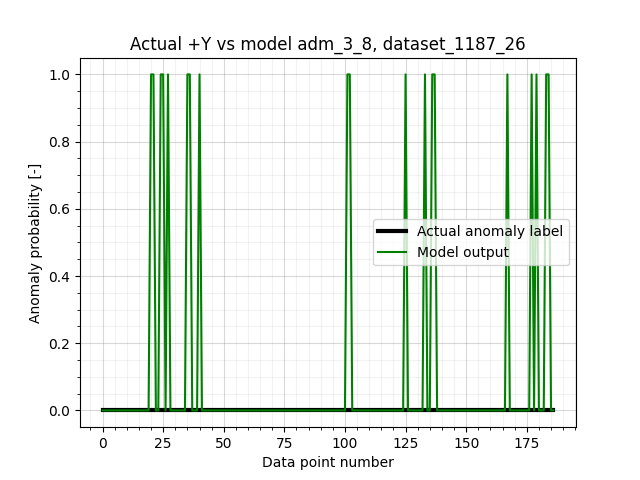 Actual +Y vs model adm_3_8, dataset_1187_26
Anomaly probability [-]
1.0
0.8
0.6
0.4
0.2
0.0
Actual anomaly label
Model output
0 25 50 75 100 125 150 175
Data point number